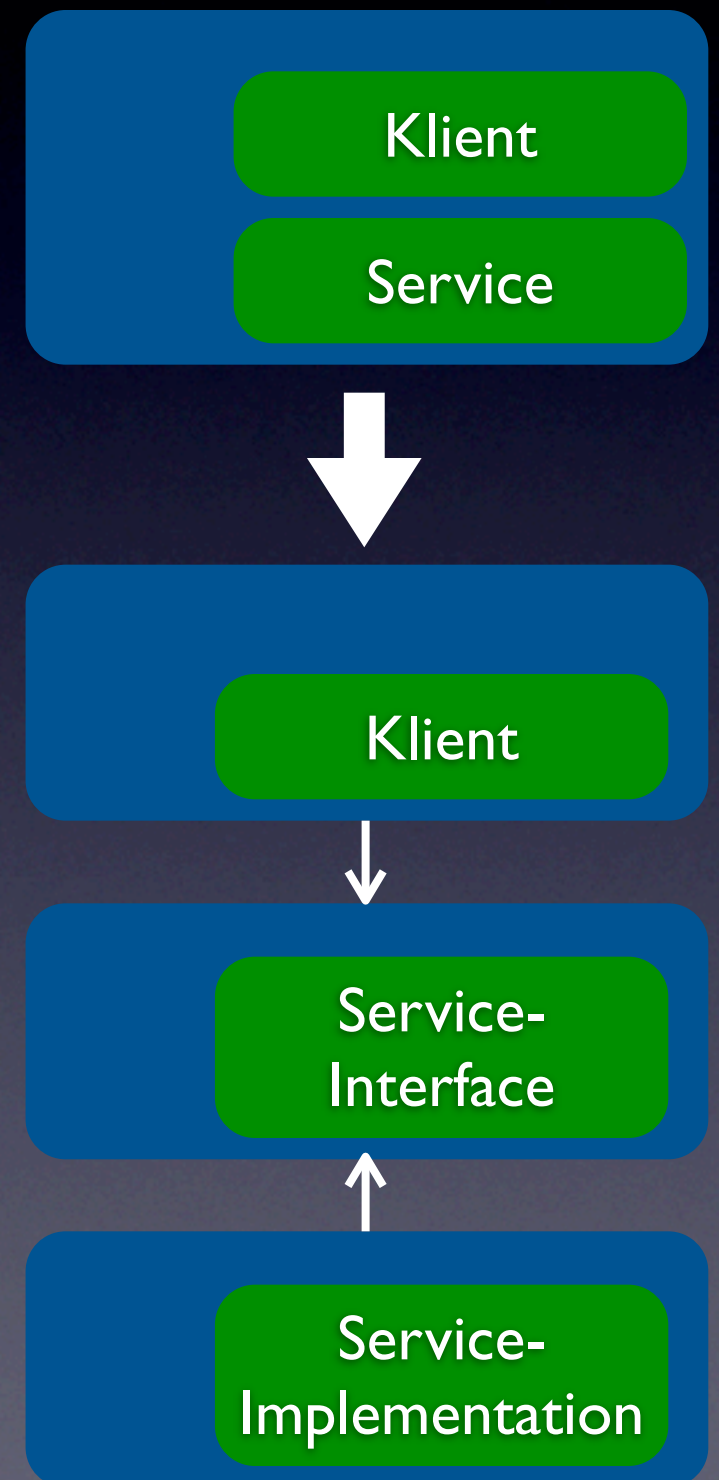 Klient
Service
Klient
Service-
Interface
Service-
Implementation